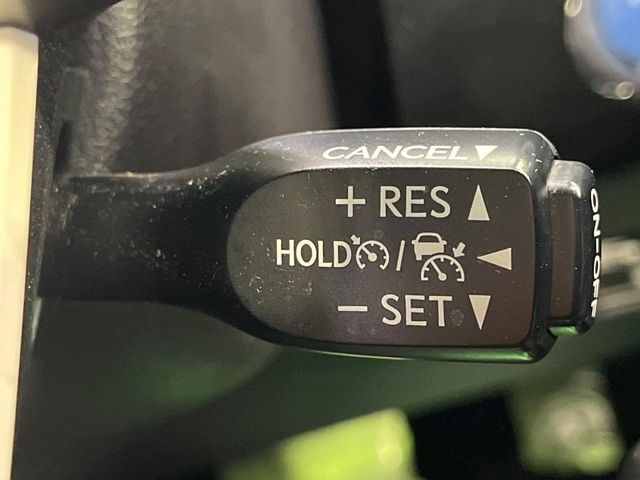 CANCEL ▼
+ RES ▲
HOLD / ◀
− SET ▼
ON-OFF